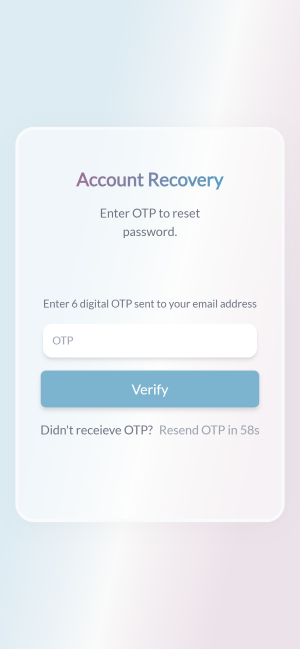 Account Recovery
Enter OTP to reset
password.
Enter 6 digital OTP sent to your email address
OTP
Verify
Didn't receieve OTP? Resend OTP in 58s